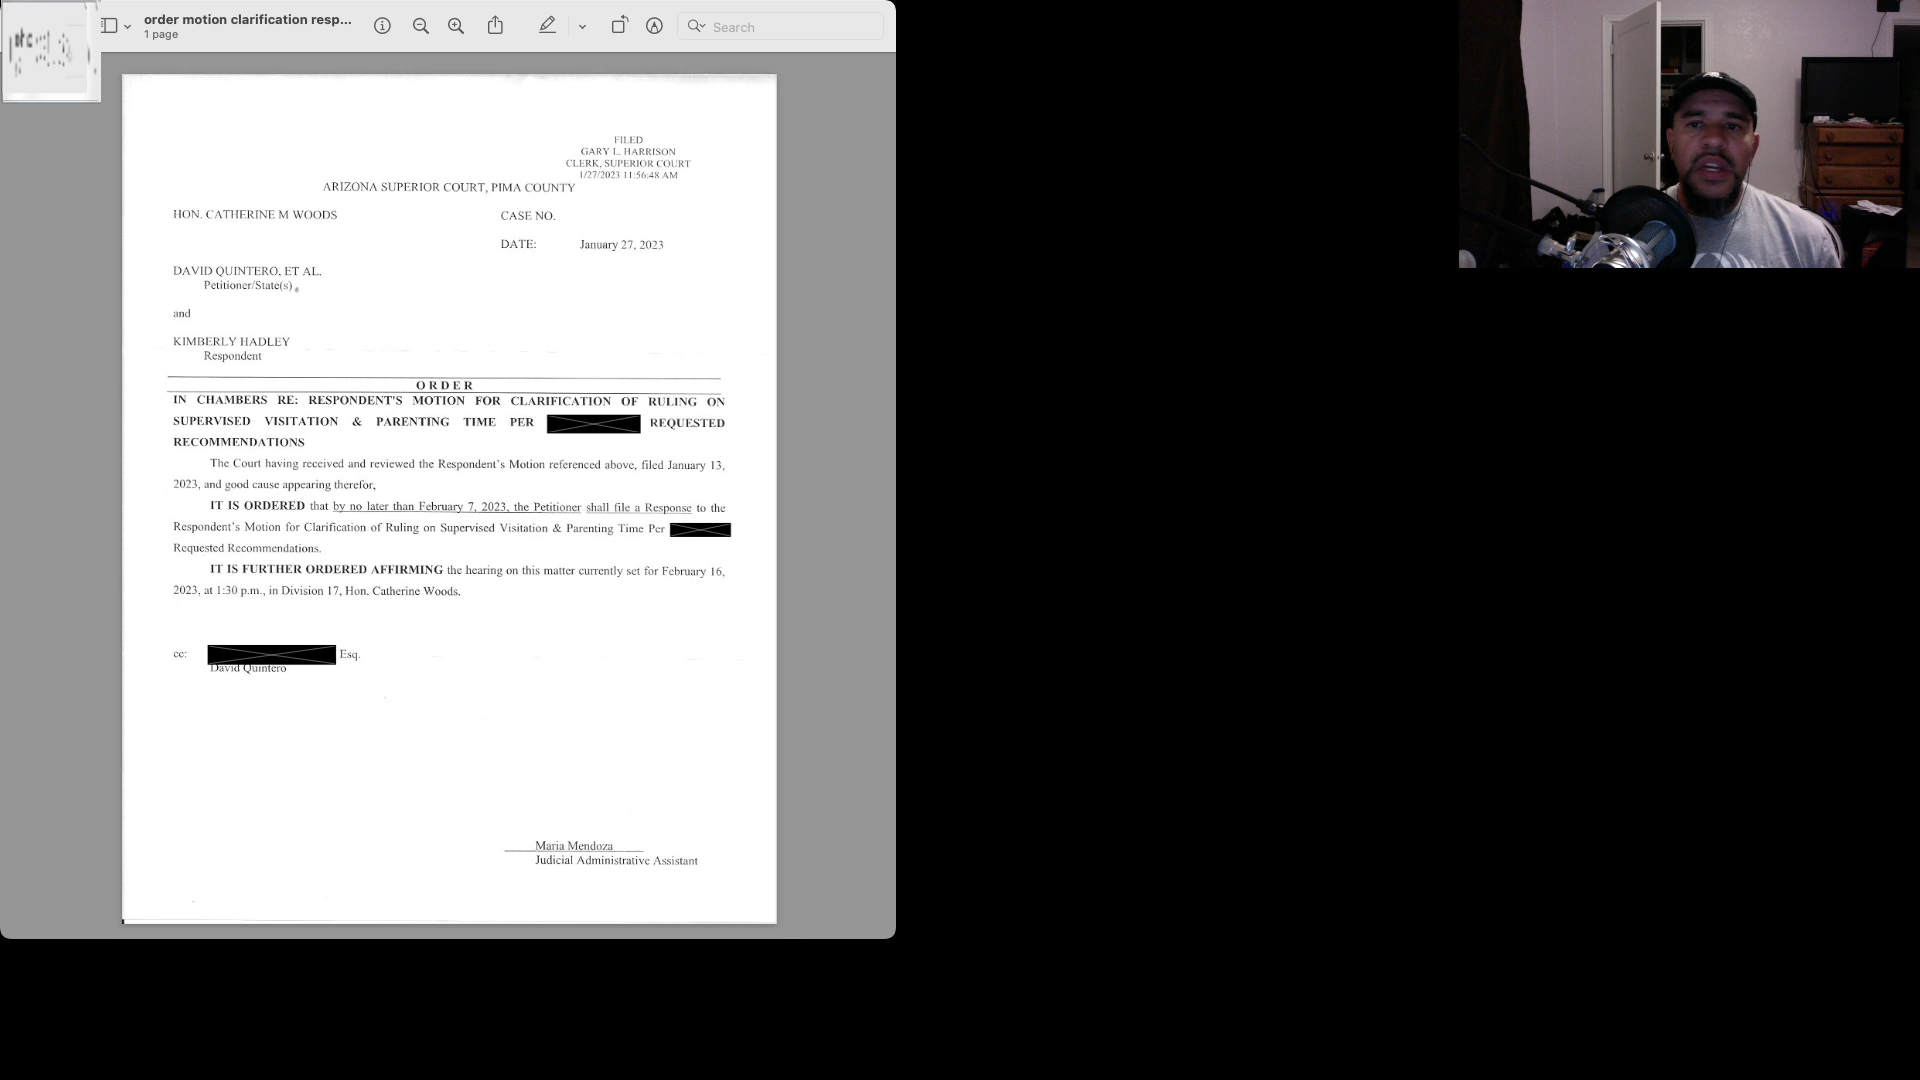 order motion clarification resp...
1 page
Search
FILED
GARY L. HARRISON
CLERK, SUPERIOR COURT
1/27/2023 11:56:48 AM
ARIZONA SUPERIOR COURT, PIMA COUNTY
HON. CATHERINE M WOODS
CASE NO.
DATE: January 27, 2023
DAVID QUINTERO, ET AL.
Petitioner/State(s)
and
KIMBERLY HADLEY
Respondent
ORDER
IN CHAMBERS RE: RESPONDENT'S MOTION FOR CLARIFICATION OF RULING ON
SUPERVISED VISITATION & PARENTING TIME PER REQUESTED
RECOMMENDATIONS
The Court having received and reviewed the Respondent's Motion referenced above, filed January 13,
2023, and good cause appearing therefor,
IT IS ORDERED that by no later than February 7, 2023, the Petitioner shall file a Response to the
Respondent's Motion for Clarification of Ruling on Supervised Visitation & Parenting Time Per
Requested Recommendations.
IT IS FURTHER ORDERED AFFIRMING the hearing on this matter currently set for February 16,
2023, at 1:30 p.m., in Division 17, Hon. Catherine Woods.
cc: Esq.
David Quintero
Maria Mendoza
Judicial Administrative Assistant